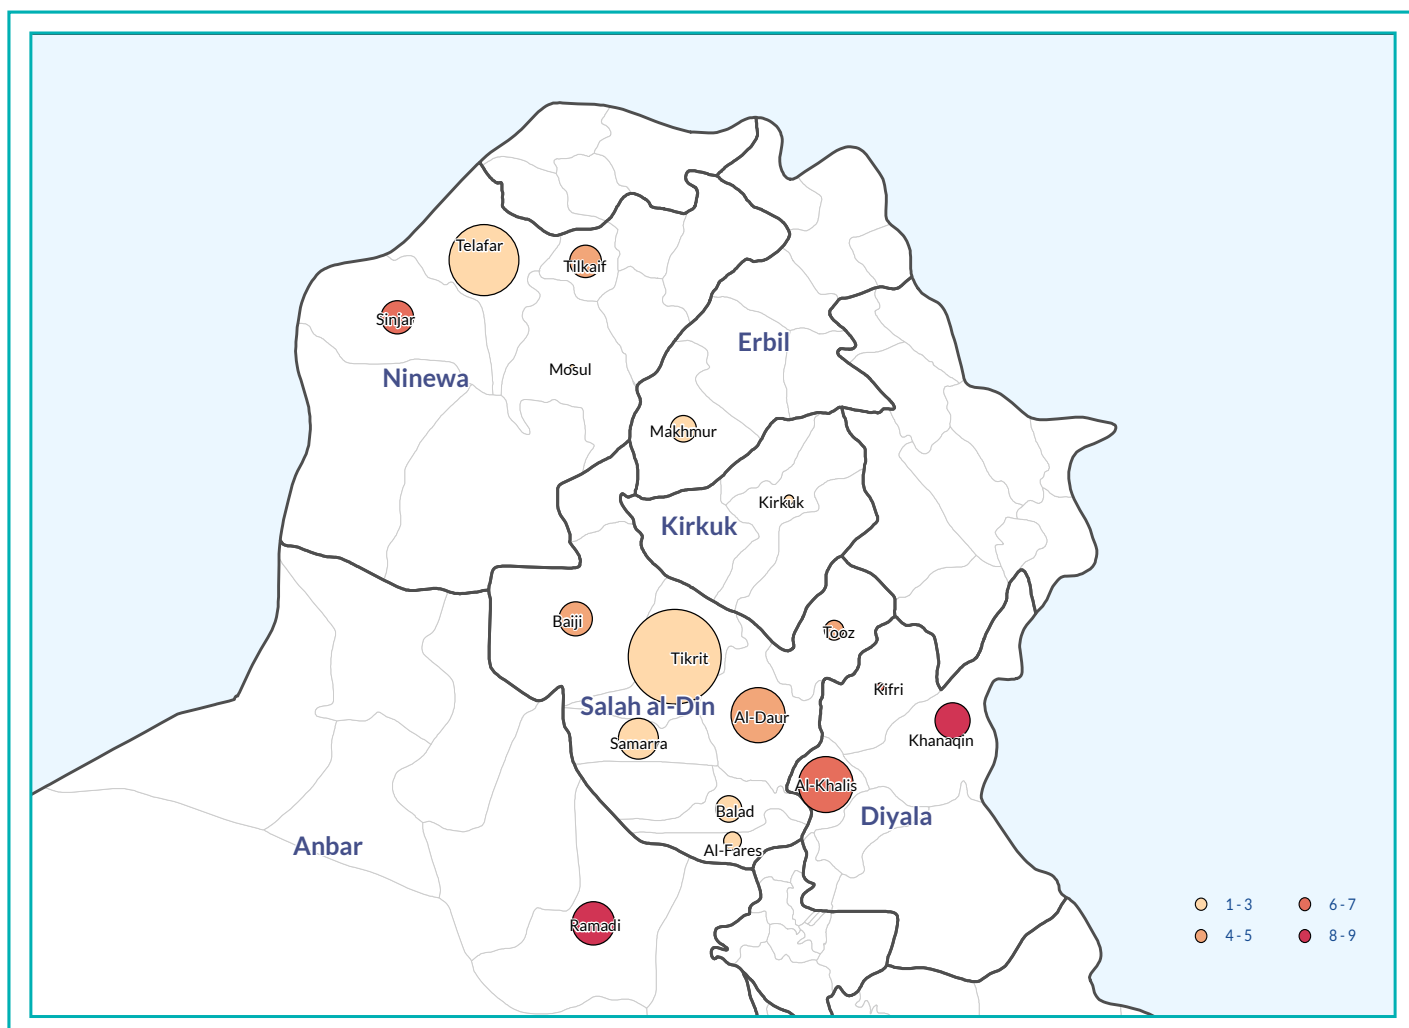 Telafar
Tilkaif
Sinjar
Erbil
Mosul
Ninewa
Makhmur
Kirkuk
Kirkuk
Baiji
Tooz
Tikrit
Kifri
Salah al-Din
Al-Daur
Khanaqin
Samarra
Al-Khalis
Balad
Diyala
Anbar
Al-Fares
Ramadi
1-3
6-7
4-5
8-9